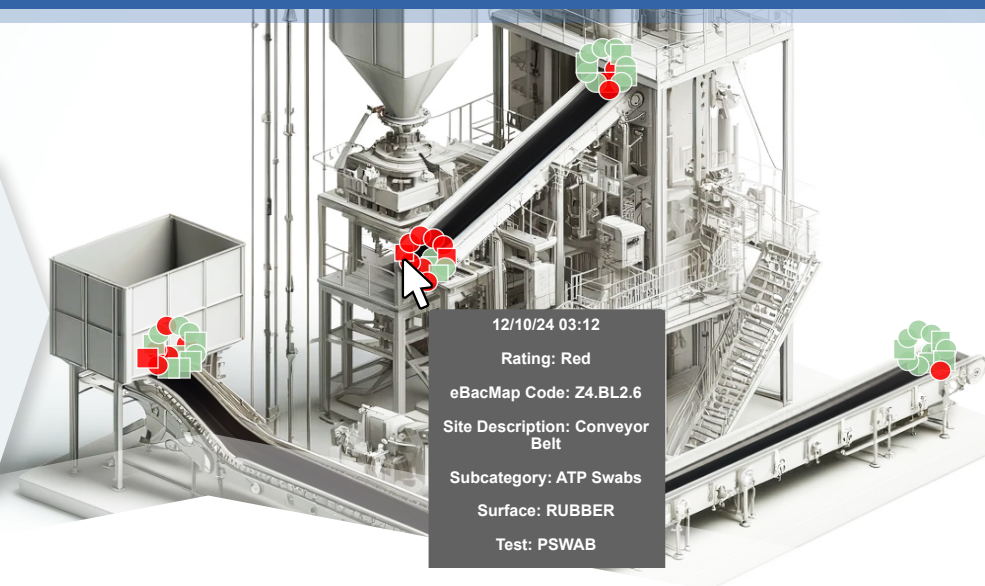 12/10/24 03:12
Rating: Red
eBacMap Code: Z4.BL2.6
Site Description: Conveyor
Belt
Subcategory: ATP Swabs
Surface: RUBBER
Test: PSWAB